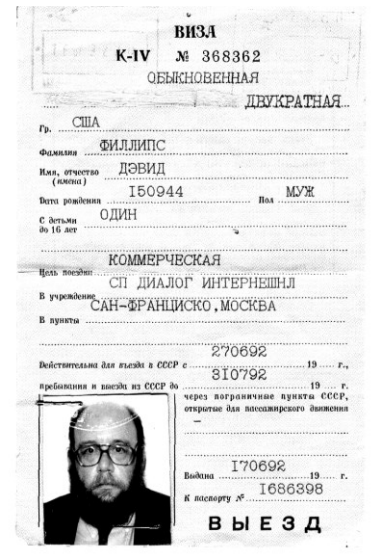 ВИЗА
К-IV № 368362
ОБЫКНОВЕННАЯ
ДВУКРАТНАЯ
Гр. США
Фамилия ФИЛЛИПС
Имя, отчество ДЭВИД
(имена)
Дата рождения I50944 Пол МУЖ
С детьми ОДИН
до 16 лет
Цель поездки КОММЕРЧЕСКАЯ
В учреждение СП ДИАЛОГ ИНТЕРНЕШНЛ
В пункты САН-ФРАНЦИСКО,МОСКВА
Действительна для въезда в СССР с 270692 19 г.,
пребывания и выезда из СССР до 3I0792 19 г.
через пограничные пункты СССР,
открытые для пассажирского движения
–
Выдана I70692 19 г.
К паспорту № I686398
ВЫЕЗД